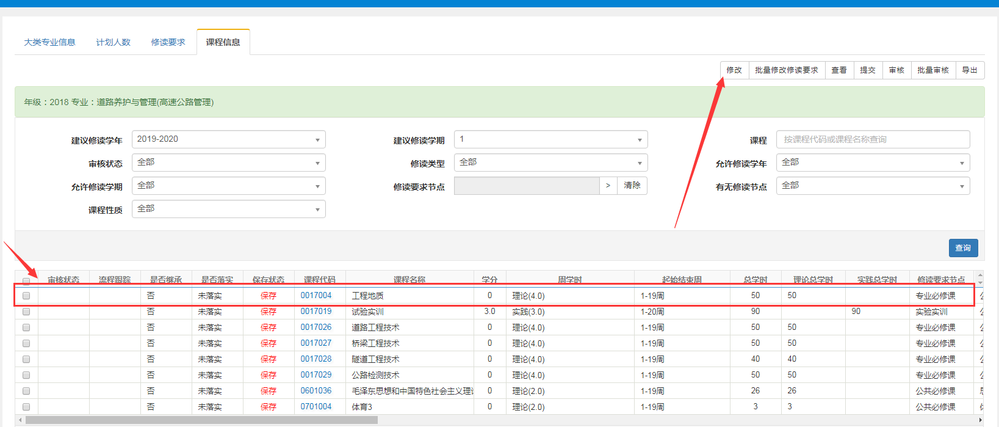 大类专业信息 计划人数 修读要求 课程信息
修改 批量修改修读要求 查看 提交 审核 批量审核 导出
年级：2018 专业：道路养护与管理(高速公路管理)
建议修读学年 2019-2020 建议修读学期 1 课程 按课程代码或课程名称查询
审核状态 全部 修读类型 全部 允许修读学年 全部
允许修读学期 全部 修读要求节点 > 清除 有无修读节点 全部
课程性质 全部
查询
审核状态 流程跟踪 是否继承 是否落实 保存状态 课程代码 课程名称 学分 周学时 起始结束周 总学时 理论总学时 实践总学时 修读要求节点
否 未落实 保存 0017004 工程地质 0 理论(4.0) 1-19周 50 50 专业必修课
否 未落实 保存 0017019 试验实训 3.0 实践(3.0) 1-20周 90 90 实验实训
否 未落实 保存 0017026 道路工程技术 0 理论(4.0) 1-19周 50 50 专业必修课
否 未落实 保存 0017027 桥梁工程技术 0 理论(4.0) 1-19周 50 50 专业必修课
否 未落实 保存 0017028 隧道工程技术 0 理论(4.0) 1-19周 40 40 专业必修课
否 未落实 保存 0017029 公路检测技术 0 理论(4.0) 1-19周 50 50 专业必修课
否 未落实 保存 0601036 毛泽东思想和中国特色社会主义理 0 理论(2.0) 1-19周 26 26 公共必修课
否 未落实 保存 0701004 体育3 0 理论(2.0) 1-19周 3 3 公共必修课